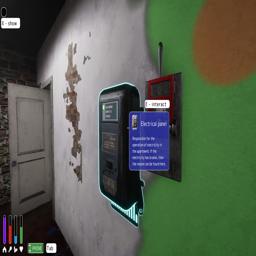 E - show
E - interact
Electrical panel
Responsible for the
operation of electricity in
the apartment. If the
electricity has broken, then
the reason can be found here.
Tab